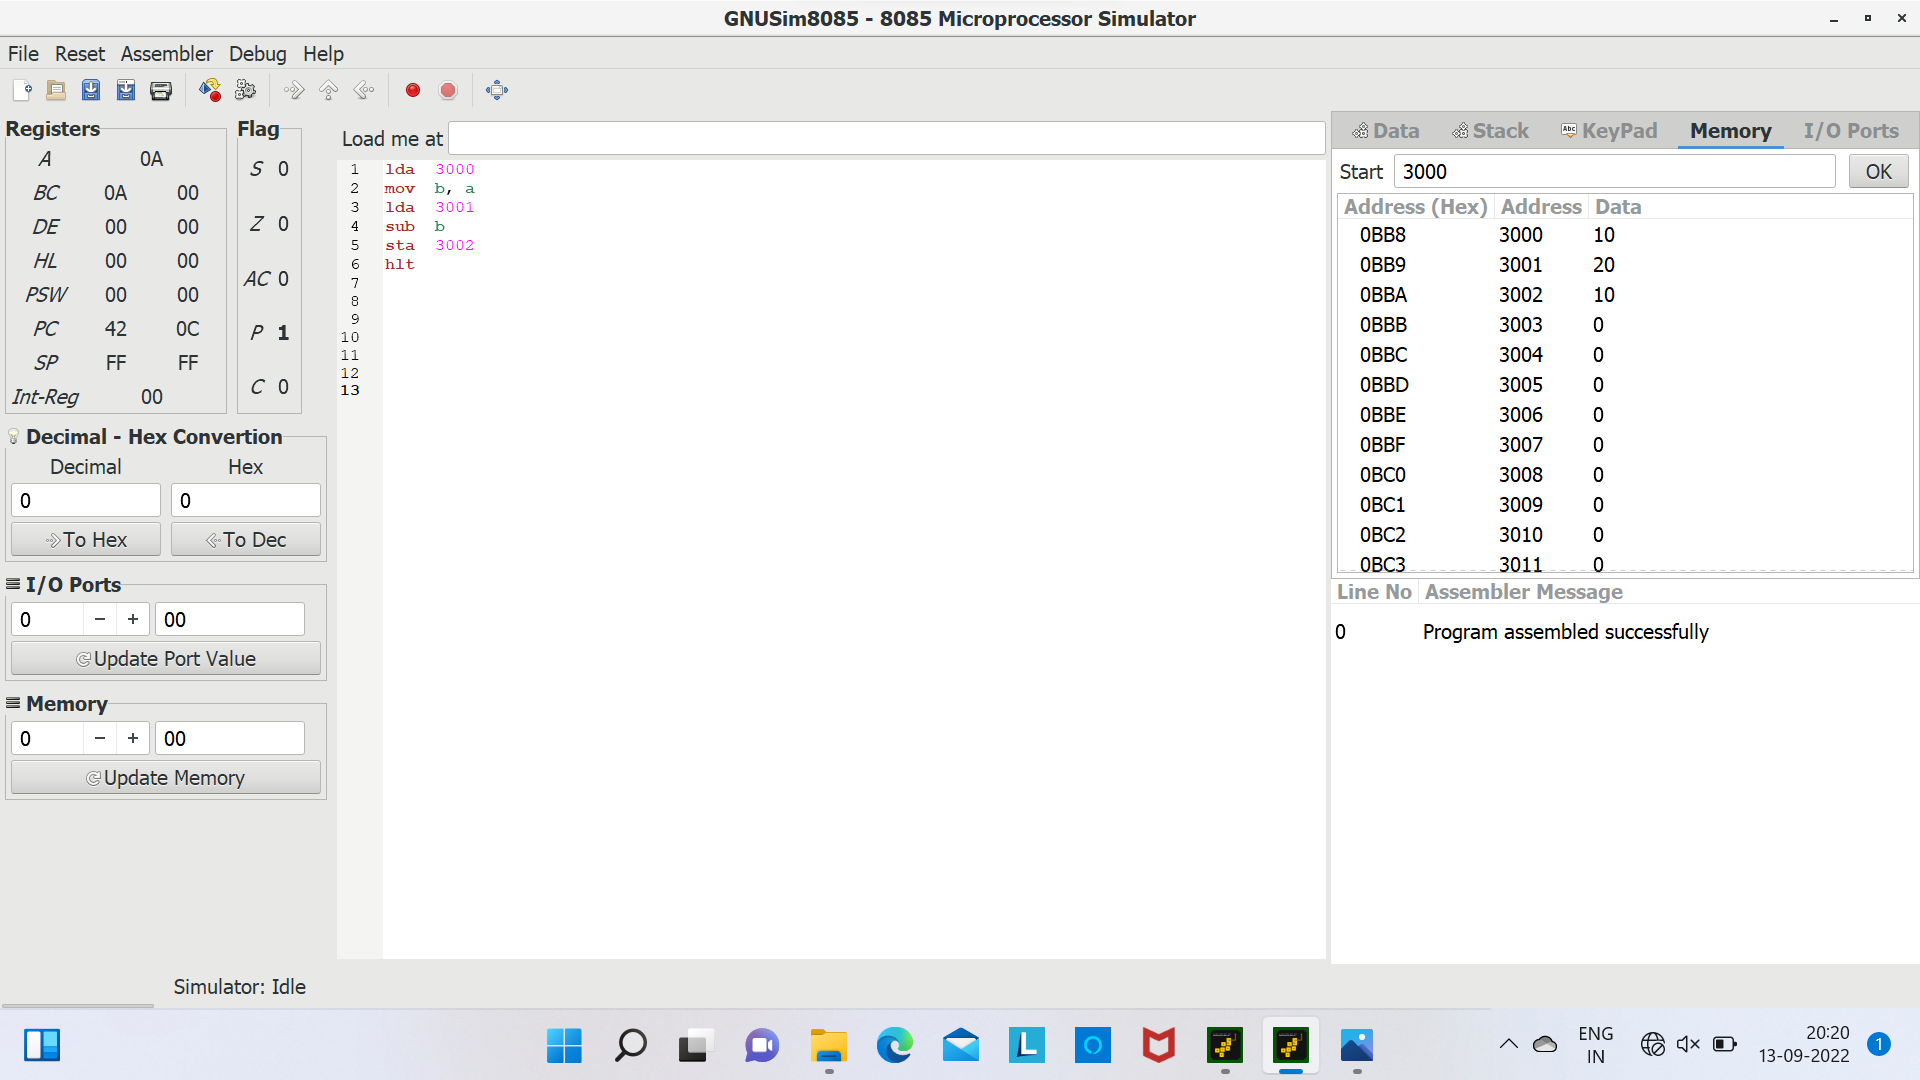 GNUSim8085 - 8085 Microprocessor Simulator
File Reset Assembler Debug Help
Registers
A 0A
BC 0A 00
DE 00 00
HL 00 00
PSW 00 00
PC 42 0C
SP FF FF
Int-Reg 00
Flag
S 0
Z 0
AC 0
P 1
C 0
Decimal - Hex Convertion
Decimal Hex
0 0
To Hex To Dec
I/O Ports
0 − + 00
Update Port Value
Memory
0 − + 00
Update Memory
Simulator: Idle
Load me at
1 lda 3000
2 mov b, a
3 lda 3001
4 sub b
5 sta 3002
6 hlt
7
8
9
10
11
12
13
Data Stack Abc KeyPad Memory I/O Ports
Start 3000 OK
Address (Hex) Address Data
0BB8 3000 10
0BB9 3001 20
0BBA 3002 10
0BBB 3003 0
0BBC 3004 0
0BBD 3005 0
0BBE 3006 0
0BBF 3007 0
0BC0 3008 0
0BC1 3009 0
0BC2 3010 0
0BC3 3011 0
Line No Assembler Message
0 Program assembled successfully
L
ENG
IN
20:20
13-09-2022
1